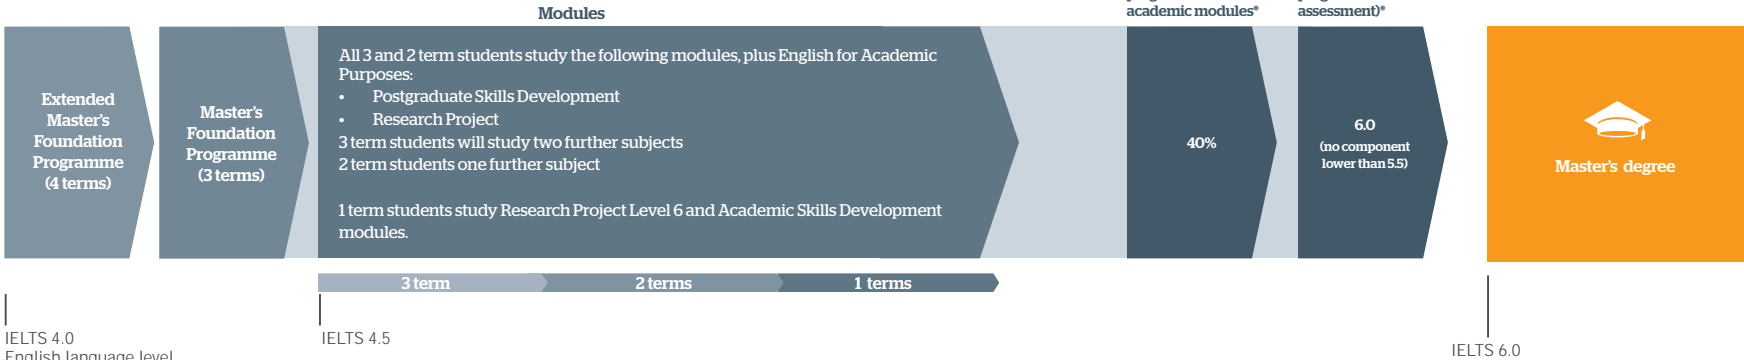 Modules
academic modules*
assessment)*
Extended
Master's
Foundation
Programme
(4 terms)
Master's
Foundation
Programme
(3 terms)
All 3 and 2 term students study the following modules, plus English for Academic
Purposes:
• Postgraduate Skills Development
• Research Project
3 term students will study two further subjects
2 term students one further subject
1 term students study Research Project Level 6 and Academic Skills Development
modules.
40%
6.0
(no component
lower than 5.5)
Master's degree
3 term
2 terms
1 terms
IELTS 4.0
English language level
IELTS 4.5
IELTS 6.0